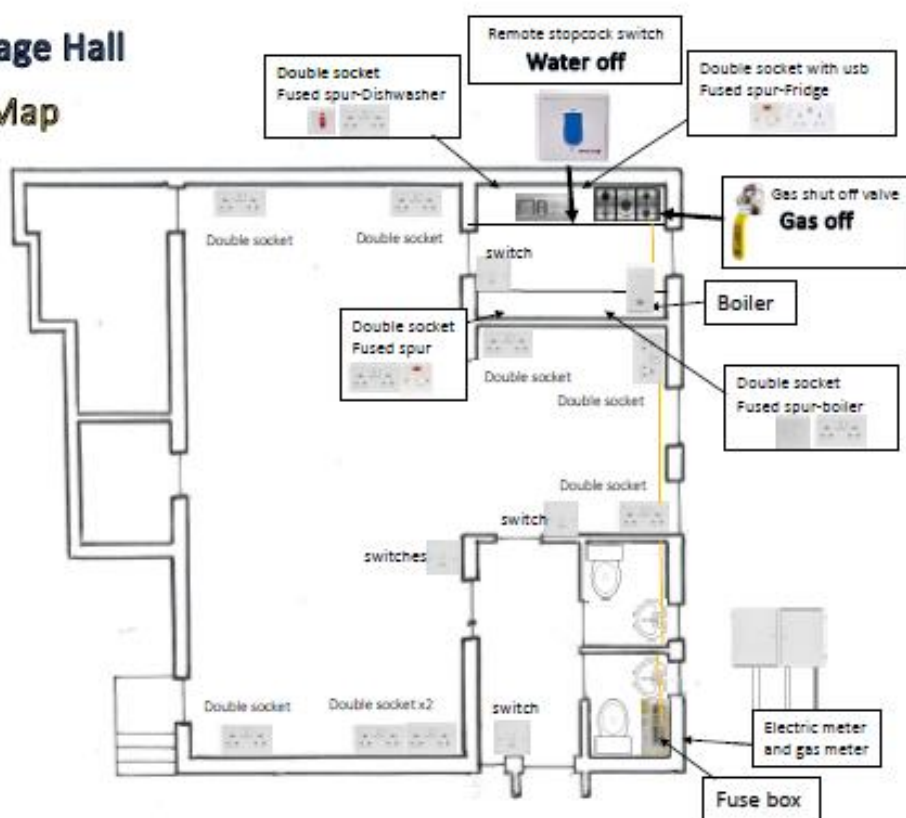 age Hall
Map
Remote stopcock switch
Water off
Double socket
Fused spur-Dishwasher
Double socket with usb
Fused spur-Fridge
Gas shut off valve
Gas off
Double socket
Double socket
switch
Boiler
Double socket
Fused spur
Double socket
Double socket
Double socket
Fused spur-boiler
Double socket
switch
switches
Double socket
Double socket x2
switch
Electric meter
and gas meter
Fuse box